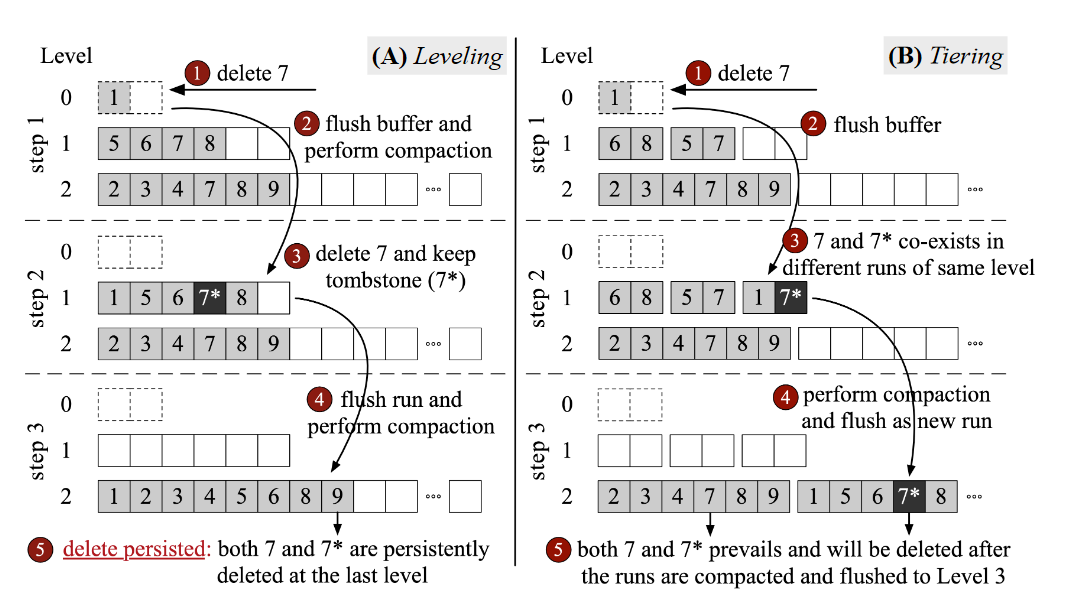 (A) Leveling
Level
1 delete 7
step 1
0 1
2 flush buffer and
perform compaction
1 5 6 7 8
2 2 3 4 7 8 9 °°°
step 2
0
3 delete 7 and keep
tombstone (7*)
1 1 5 6 7* 8
2 2 3 4 7 8 9 °°°
step 3
0
4 flush run and
perform compaction
1
2 1 2 3 4 5 6 8 9 °°°
5 delete persisted: both 7 and 7* are persistently
deleted at the last level
(B) Tiering
Level
1 delete 7
step 1
0 1
2 flush buffer
1 6 8 5 7
2 2 3 4 7 8 9 °°°
step 2
0
3 7 and 7* co-exists in
different runs of same level
1 6 8 5 7 1 7*
2 2 3 4 7 8 9 °°°
step 3
0
4 perform compaction
and flush as new run
1
2 2 3 4 7 8 9 1 5 6 7* 8 °°°
5 both 7 and 7* prevails and will be deleted after
the runs are compacted and flushed to Level 3